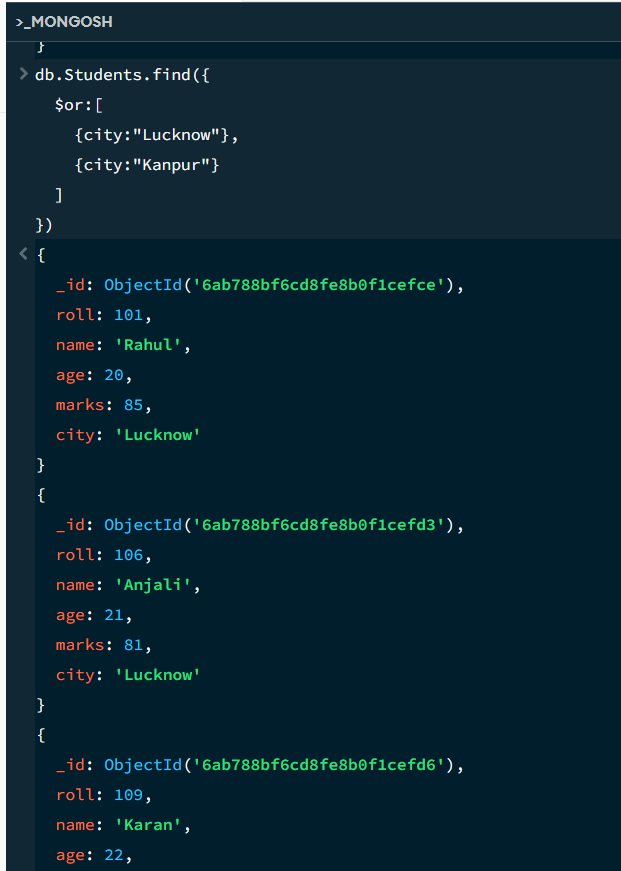 >_MONGOSH
}
db.Students.find({
$or:[
{city:"Lucknow"},
{city:"Kanpur"}
]
})
{
_id: ObjectId('6ab788bf6cd8fe8b0f1cefce'),
roll: 101,
name: 'Rahul',
age: 20,
marks: 85,
city: 'Lucknow'
}
{
_id: ObjectId('6ab788bf6cd8fe8b0f1cefd3'),
roll: 106,
name: 'Anjali',
age: 21,
marks: 81,
city: 'Lucknow'
}
{
_id: ObjectId('6ab788bf6cd8fe8b0f1cefd6'),
roll: 109,
name: 'Karan',
age: 22,